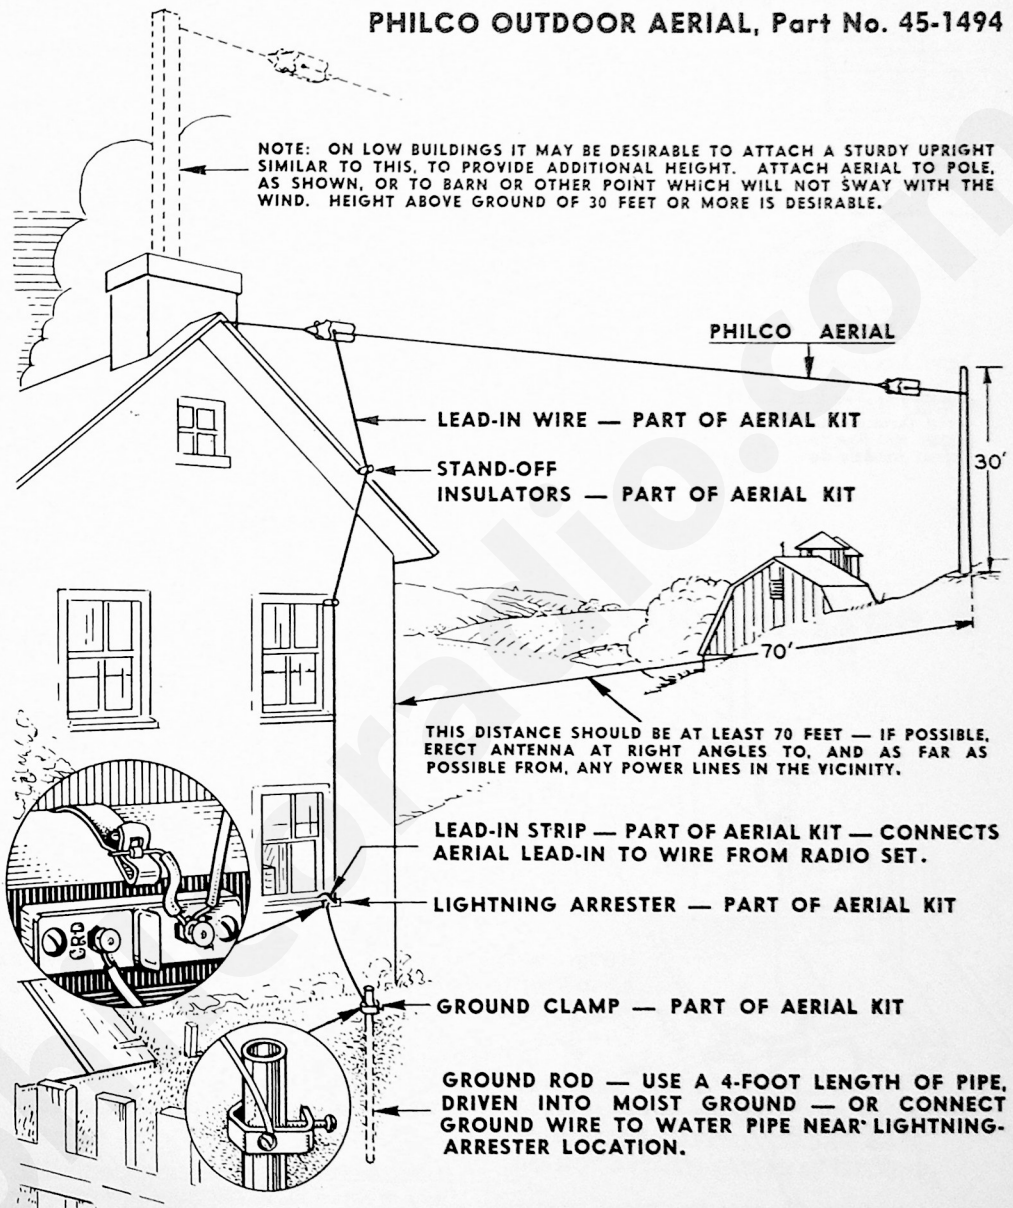 PHILCO OUTDOOR AERIAL, Part No. 45-1494
NOTE: ON LOW BUILDINGS IT MAY BE DESIRABLE TO ATTACH A STURDY UPRIGHT
SIMILAR TO THIS, TO PROVIDE ADDITIONAL HEIGHT. ATTACH AERIAL TO POLE,
AS SHOWN, OR TO BARN OR OTHER POINT WHICH WILL NOT SWAY WITH THE
WIND. HEIGHT ABOVE GROUND OF 30 FEET OR MORE IS DESIRABLE.
PHILCO AERIAL
LEAD-IN WIRE — PART OF AERIAL KIT
30'
STAND-OFF
INSULATORS — PART OF AERIAL KIT
70'
THIS DISTANCE SHOULD BE AT LEAST 70 FEET — IF POSSIBLE,
ERECT ANTENNA AT RIGHT ANGLES TO, AND AS FAR AS
POSSIBLE FROM, ANY POWER LINES IN THE VICINITY.
LEAD-IN STRIP — PART OF AERIAL KIT — CONNECTS
AERIAL LEAD-IN TO WIRE FROM RADIO SET.
LIGHTNING ARRESTER — PART OF AERIAL KIT
GRD
GROUND CLAMP — PART OF AERIAL KIT
GROUND ROD — USE A 4-FOOT LENGTH OF PIPE,
DRIVEN INTO MOIST GROUND — OR CONNECT
GROUND WIRE TO WATER PIPE NEAR LIGHTNING-
ARRESTER LOCATION.